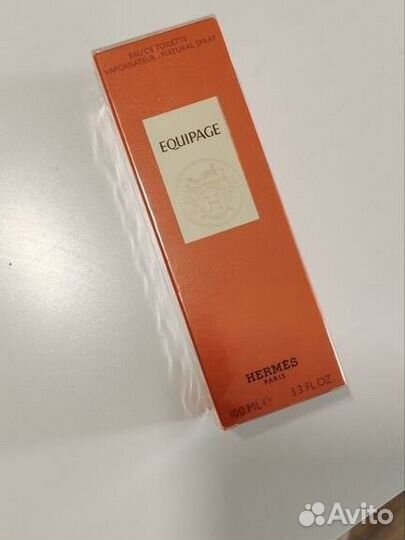 EAU DE TOILETTE
VAPORISATEUR - NATURAL SPRAY
EQUIPAGE
HERMÈS
PARIS
100 ML ℮ 3.3 FL.OZ.
Avito